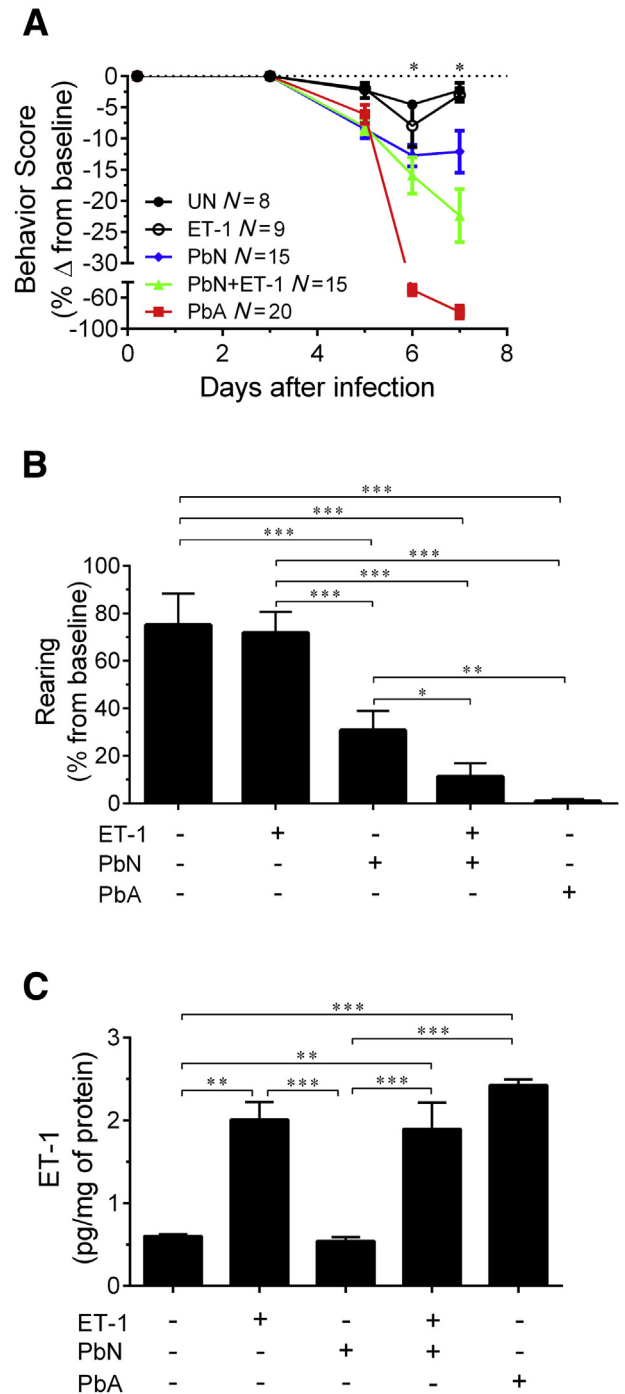 A
* *
0
-5
-10
-15
-20
-25
-30
-60
-100
Behavior Score
(% Δ from baseline)
UN N=8
ET-1 N=9
PbN N=15
PbN+ET-1 N=15
PbA N=20
0 2 4 6 8
Days after infection
B
***
***
***
***
***
***
**
*
100
80
60
40
20
0
Rearing
(% from baseline)
ET-1 - + - + -
PbN - - + + -
PbA - - - - +
C
***
***
**
** *** ***
3
2
1
0
ET-1
(pg/mg of protein)
ET-1 - + - + -
PbN - - + + -
PbA - - - - +